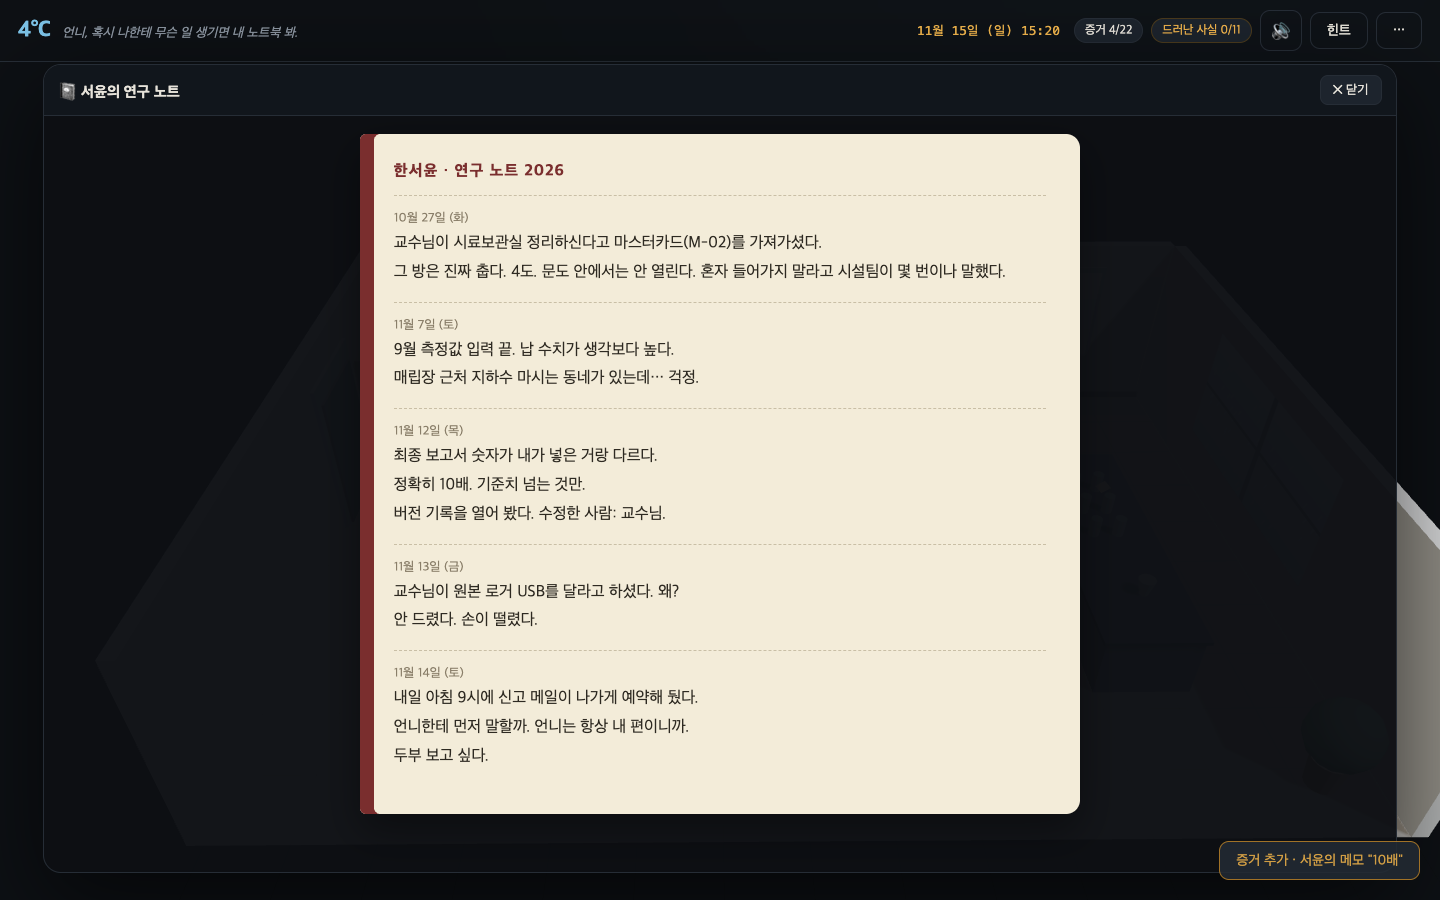 4°C
언니, 혹시 나한테 무슨 일 생기면 내 노트북 봐.
11월 15일 (일) 15:20
증거 4/22
드러난 사실 0/11
힌트
···
서윤의 연구 노트
✕ 닫기
한서윤 · 연구 노트 2026
10월 27일 (화)
교수님이 시료보관실 정리하신다고 마스터카드(M-02)를 가져가셨다.
그 방은 진짜 춥다. 4도. 문도 안에서는 안 열린다. 혼자 들어가지 말라고 시설팀이 몇 번이나 말했다.
11월 7일 (토)
9월 측정값 입력 끝. 납 수치가 생각보다 높다.
매립장 근처 지하수 마시는 동네가 있는데… 걱정.
11월 12일 (목)
최종 보고서 숫자가 내가 넣은 거랑 다르다.
정확히 10배. 기준치 넘는 것만.
버전 기록을 열어 봤다. 수정한 사람: 교수님.
11월 13일 (금)
교수님이 원본 로거 USB를 달라고 하셨다. 왜?
안 드렸다. 손이 떨렸다.
11월 14일 (토)
내일 아침 9시에 신고 메일이 나가게 예약해 뒀다.
언니한테 먼저 말할까. 언니는 항상 내 편이니까.
두부 보고 싶다.
증거 추가 · 서윤의 메모 "10배"